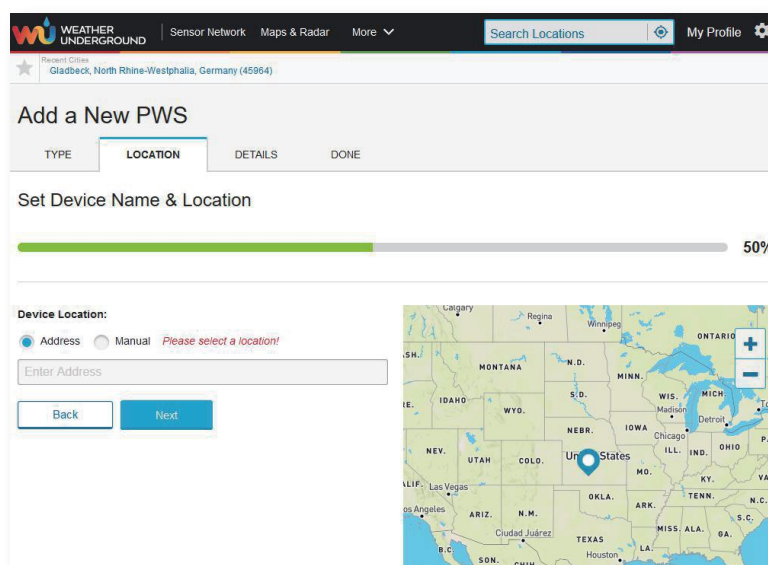 WEATHER UNDERGROUND Sensor Network Maps & Radar More Search Locations My Profile
Recent Cities
Gladbeck, North Rhine-Westphalia, Germany (45964)
Add a New PWS
TYPE LOCATION DETAILS DONE
Set Device Name & Location
50%
Device Location:
Address Manual Please select a location!
Enter Address
Back Next
Calgary
Regina
Winnipeg
ONTARIO
+
−
MONTANA
N.D.
MINN.
IDAHO
S.D.
WIS.
MICH.
WYO.
Madison
Detroit
NEBR.
IOWA
Chicago
NEV.
UTAH
COLO.
United States
ILL.
IND.
OHIO
MO.
KY.
Las Vegas
OKLA.
TENN.
N.C.
os Angeles
ARIZ.
N.M.
ARK.
S.C.
Ciudad Juárez
MISS.
ALA.
GA.
TEXAS
B.C.
SON.
Houston
LA.